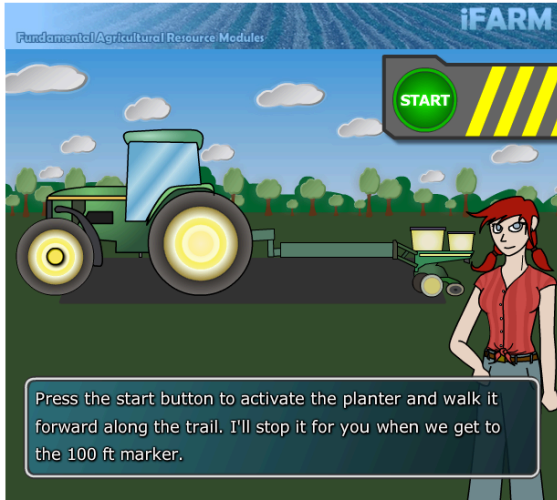 iFARM
Fundamental Agricultural Resource Modules
START
Press the start button to activate the planter and walk it
forward along the trail. I'll stop it for you when we get to
the 100 ft marker.